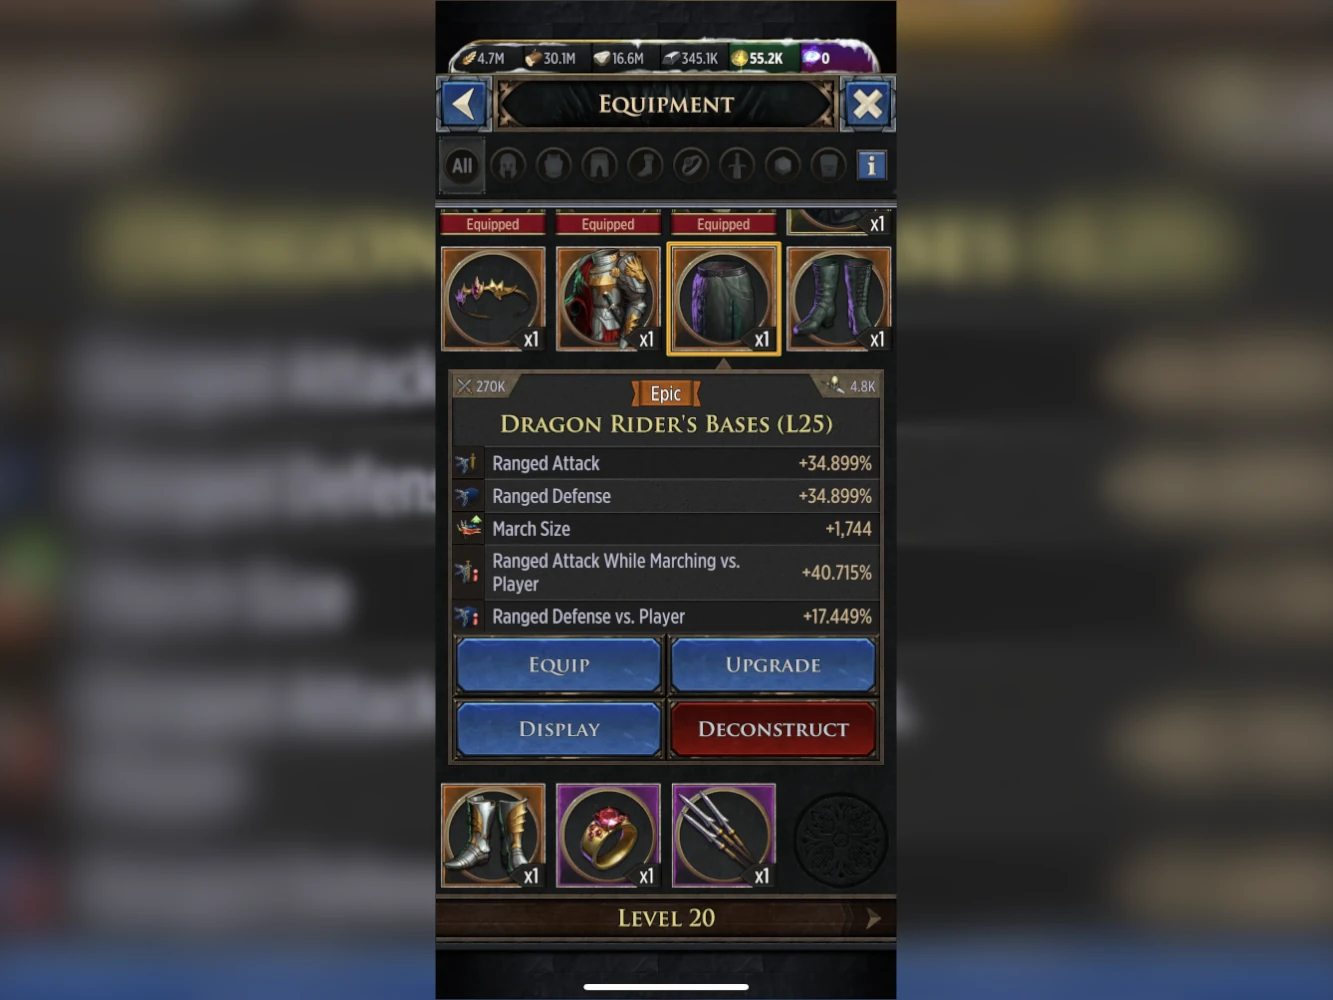 4.7M 30.1M 16.6M 345.1K 55.2K 0
EQUIPMENT
All
Equipped Equipped Equipped x1
x1 x1 x1 x1
270K Epic 4.8K
DRAGON RIDER'S BASES (L25)
Ranged Attack +34.899%
Ranged Defense +34.899%
March Size +1,744
Ranged Attack While Marching vs.
Player +40.715%
Ranged Defense vs. Player +17.449%
EQUIP UPGRADE
DISPLAY DECONSTRUCT
x1 x1 x1
LEVEL 20